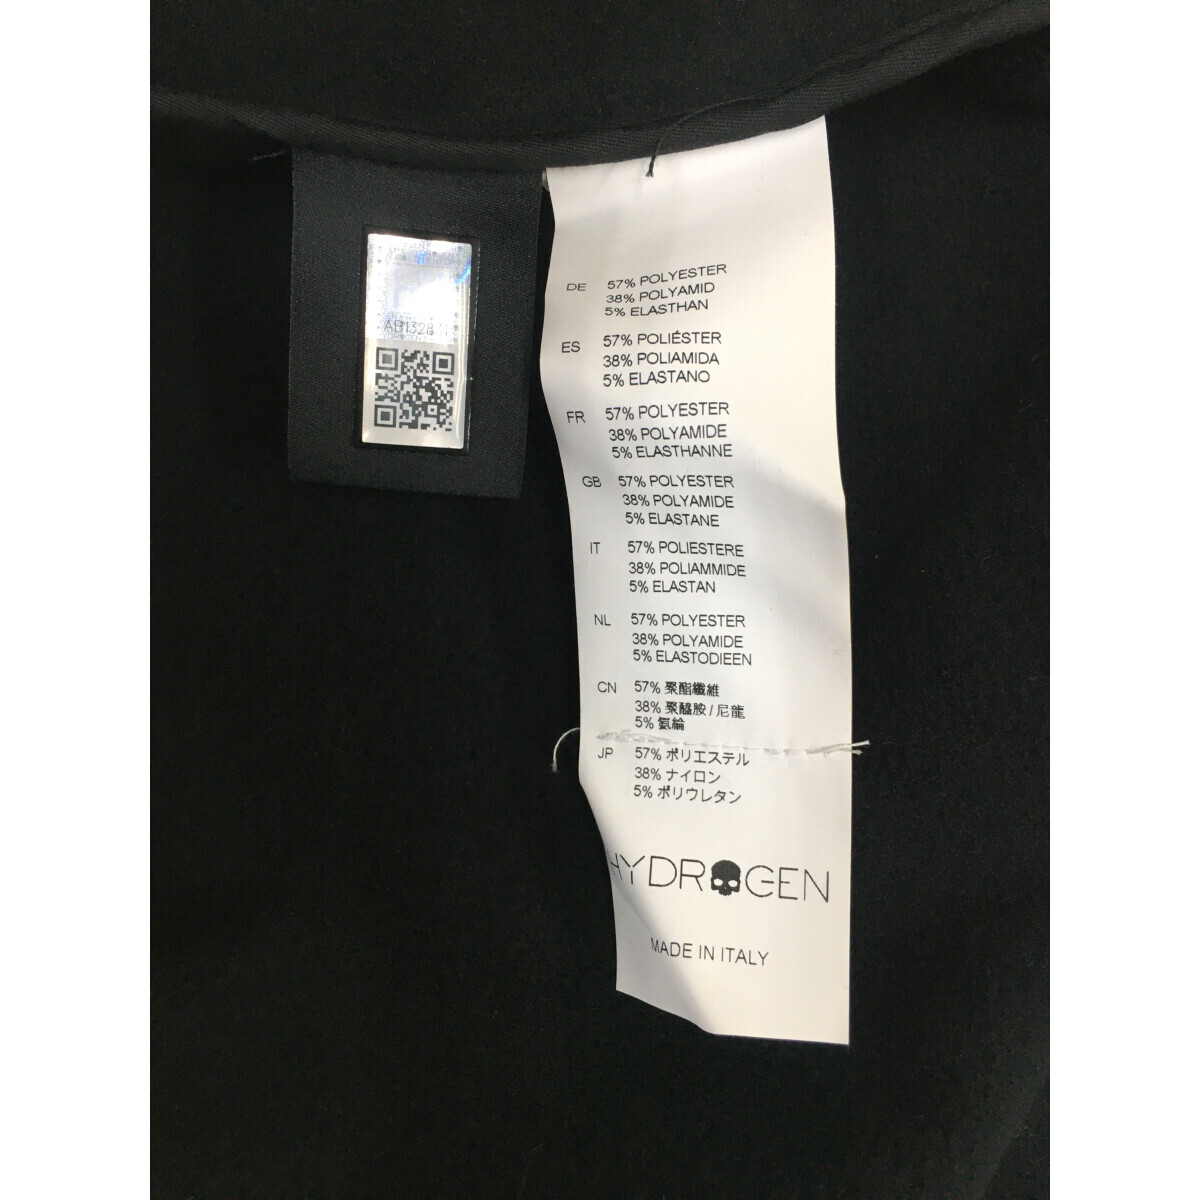 DE 57% POLYESTER
38% POLYAMID
5% ELASTHAN
ES 57% POLIÉSTER
38% POLIAMIDA
5% ELASTANO
FR 57% POLYESTER
38% POLYAMIDE
5% ELASTHANNE
GB 57% POLYESTER
38% POLYAMIDE
5% ELASTANE
IT 57% POLIESTERE
38% POLIAMMIDE
5% ELASTAN
NL 57% POLYESTER
38% POLYAMIDE
5% ELASTODIEEN
CN 57% 聚酯纖維
38% 聚醯胺/尼龍
5% 氨綸
JP 57% ポリエステル
38% ナイロン
5% ポリウレタン
HYDROGEN
MADE IN ITALY